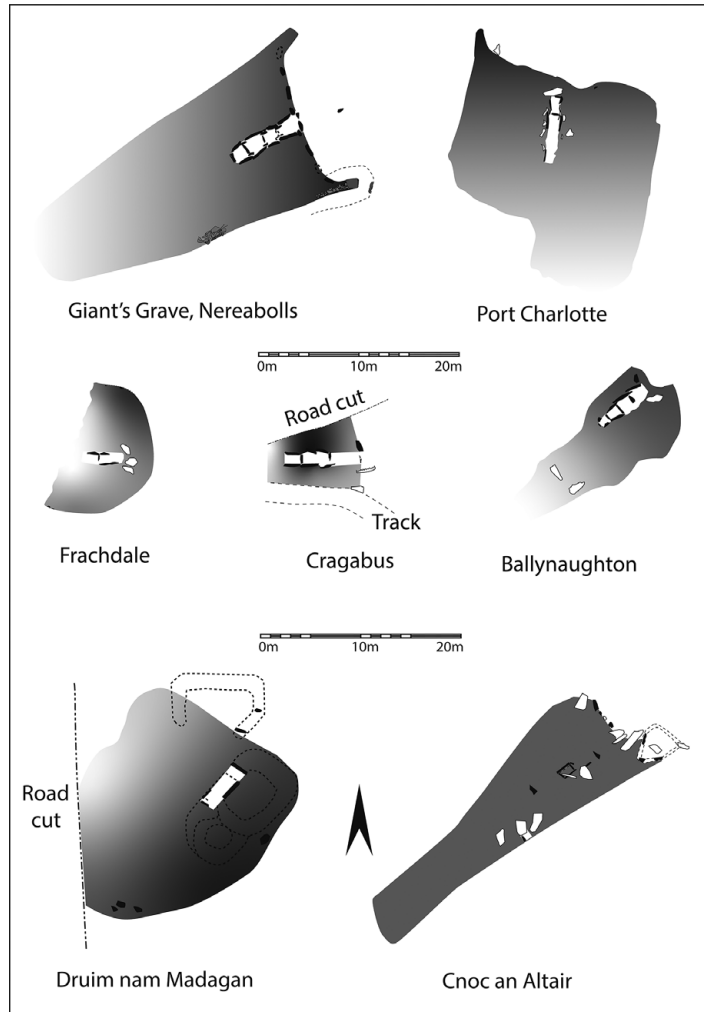 Giant's Grave, Nereabolls
Port Charlotte
0m 10m 20m
Road cut
Track
Frachdale
Cragabus
Ballynaughton
0m 10m 20m
Road
cut
Druim nam Madagan
Cnoc an Altair